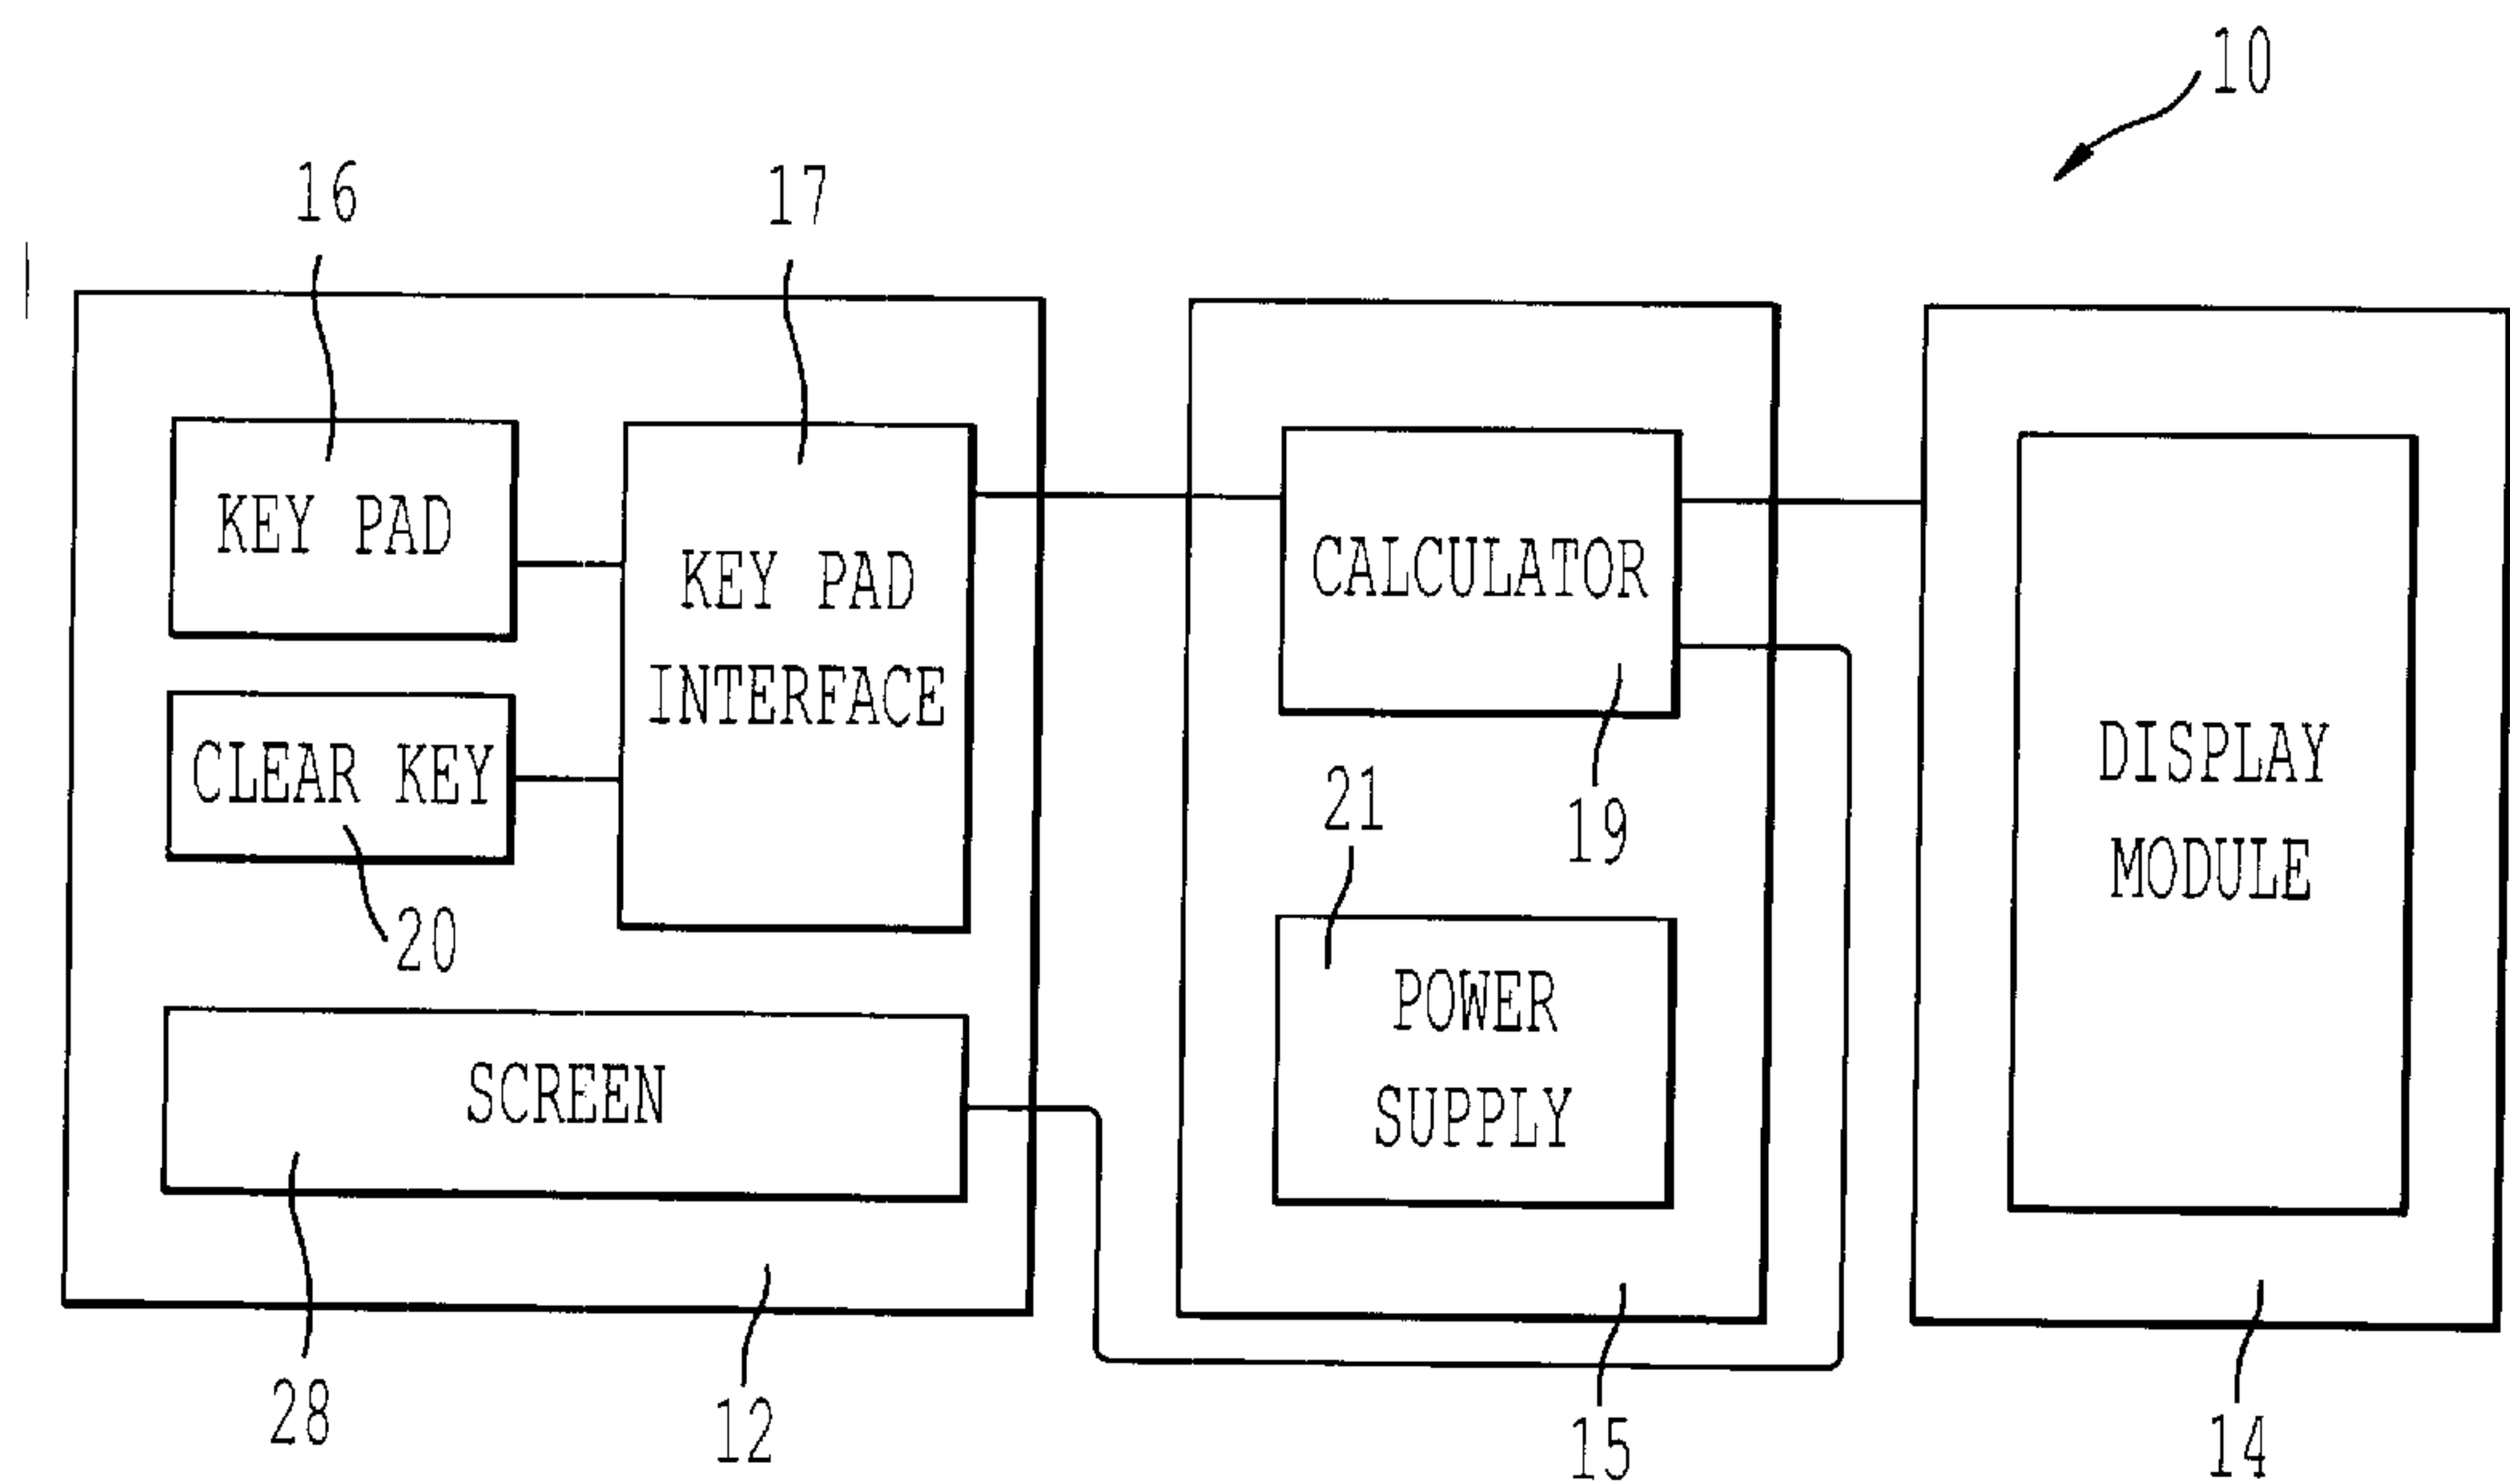 10
16
17
KEY PAD
KEY PAD
INTERFACE
CLEAR KEY
20
SCREEN
28
12
CALCULATOR
19
21
POWER
SUPPLY
15
DISPLAY
MODULE
14